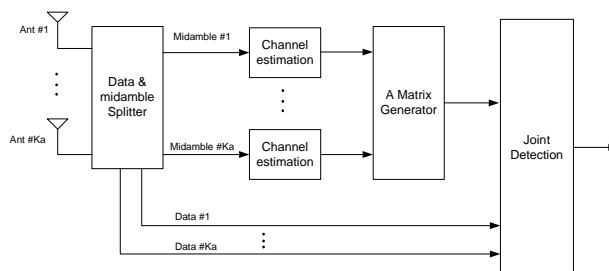 Ant #1
Midamble #1
Channel
estimation
Data &
midamble
Splitter
A Matrix
Generator
Joint
Detection
Ant #Ka
Midamble #Ka
Channel
estimation
Data #1
Data #Ka